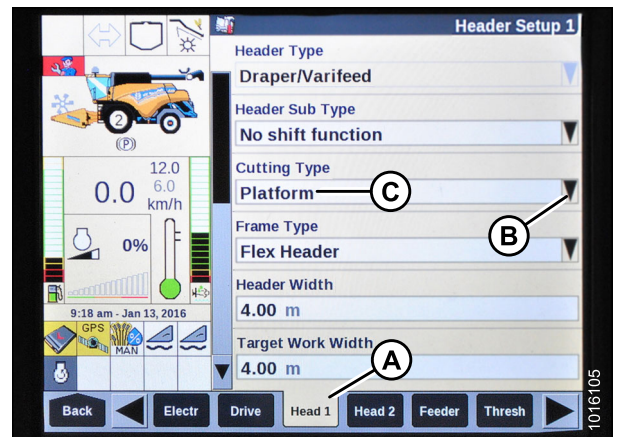 Header Setup 1
Header Type
Draper/Varifeed
Header Sub Type
No shift function
Cutting Type
Platform
C
B
Frame Type
Flex Header
Header Width
4.00 m
Target Work Width
4.00 m
A
2
(P)
12.0
0.0 6.0
km/h
0%
E
9:18 am - Jan 13, 2016
GPS
MAN
%
Back Electr Drive Head 1 Head 2 Feeder Thresh
1016105